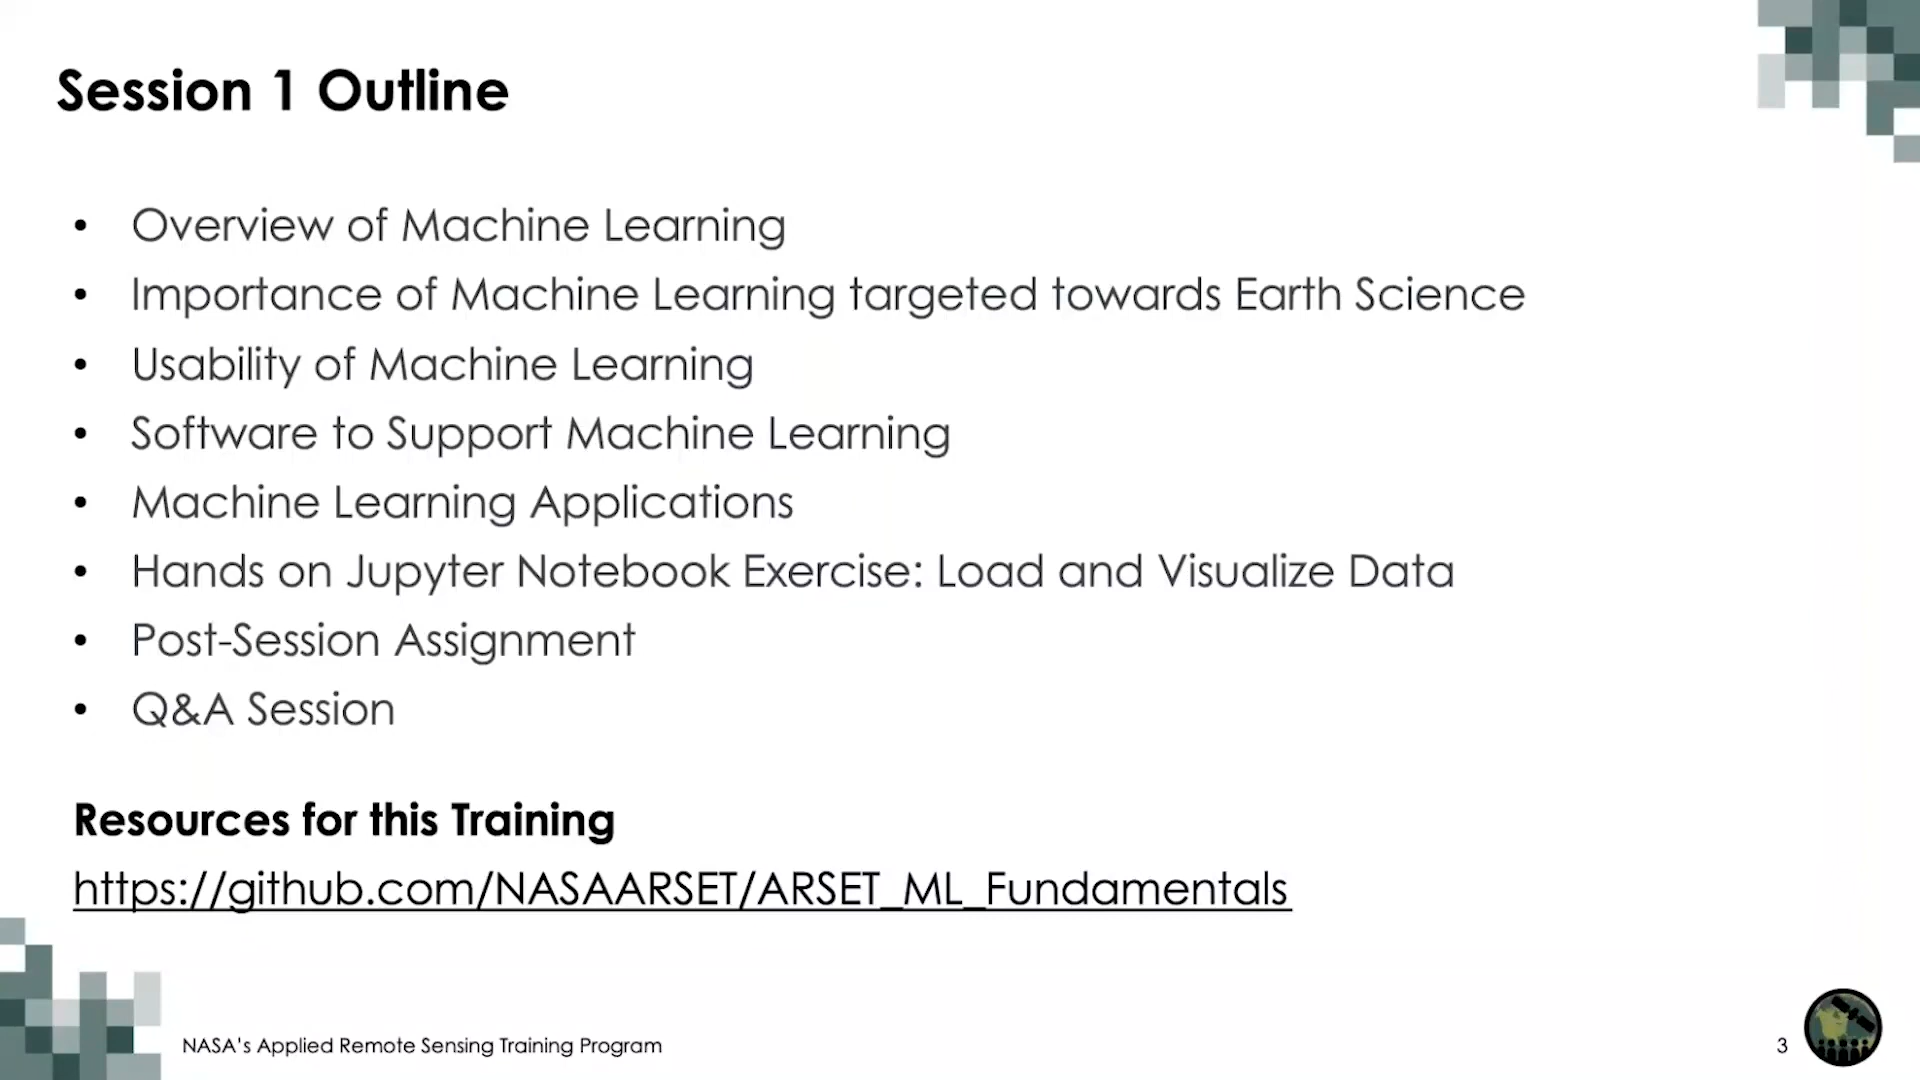 Session 1 Outline
• Overview of Machine Learning
• Importance of Machine Learning targeted towards Earth Science
• Usability of Machine Learning
• Software to Support Machine Learning
• Machine Learning Applications
• Hands on Jupyter Notebook Exercise: Load and Visualize Data
• Post-Session Assignment
• Q&A Session
Resources for this Training
https://github.com/NASAARSET/ARSET_ML_Fundamentals
NASA's Applied Remote Sensing Training Program
3